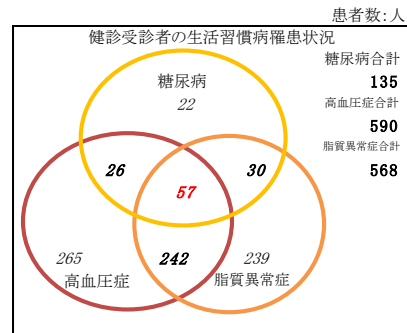 患者数:人
健診受診者の生活習慣病罹患状況
糖尿病合計
135
高血圧症合計
590
脂質異常症合計
568
糖尿病
22
26
30
57
265
高血圧症
242
239
脂質異常症